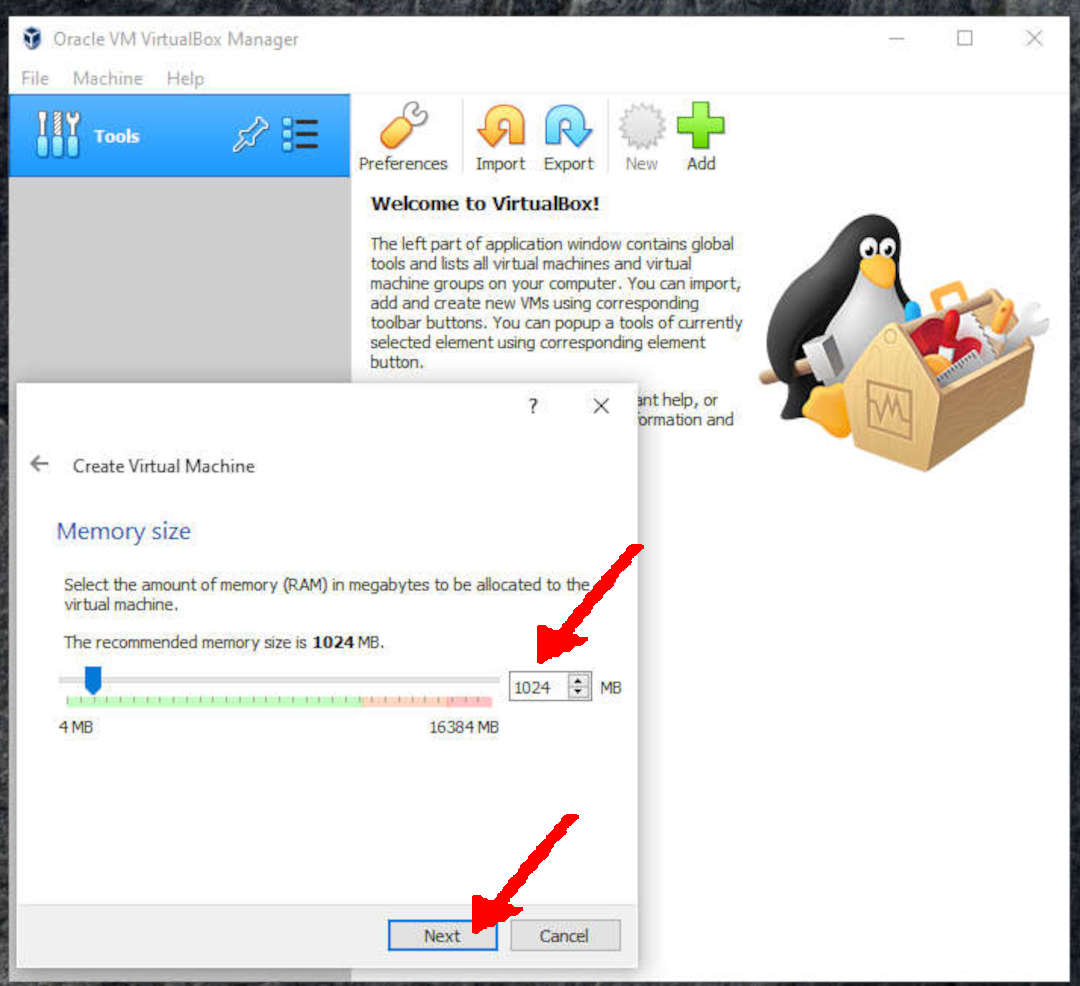 Oracle VM VirtualBox Manager
File Machine Help
Tools
Preferences Import Export New Add
Welcome to VirtualBox!
The left part of application window contains global
tools and lists all virtual machines and virtual
machine groups on your computer. You can import,
add and create new VMs using corresponding
toolbar buttons. You can popup a tools of currently
selected element using corresponding element
button.
ant help, or
ormation and
?
Create Virtual Machine
Memory size
Select the amount of memory (RAM) in megabytes to be allocated to the
virtual machine.
The recommended memory size is 1024 MB.
1024 MB
4 MB 16384 MB
Next Cancel